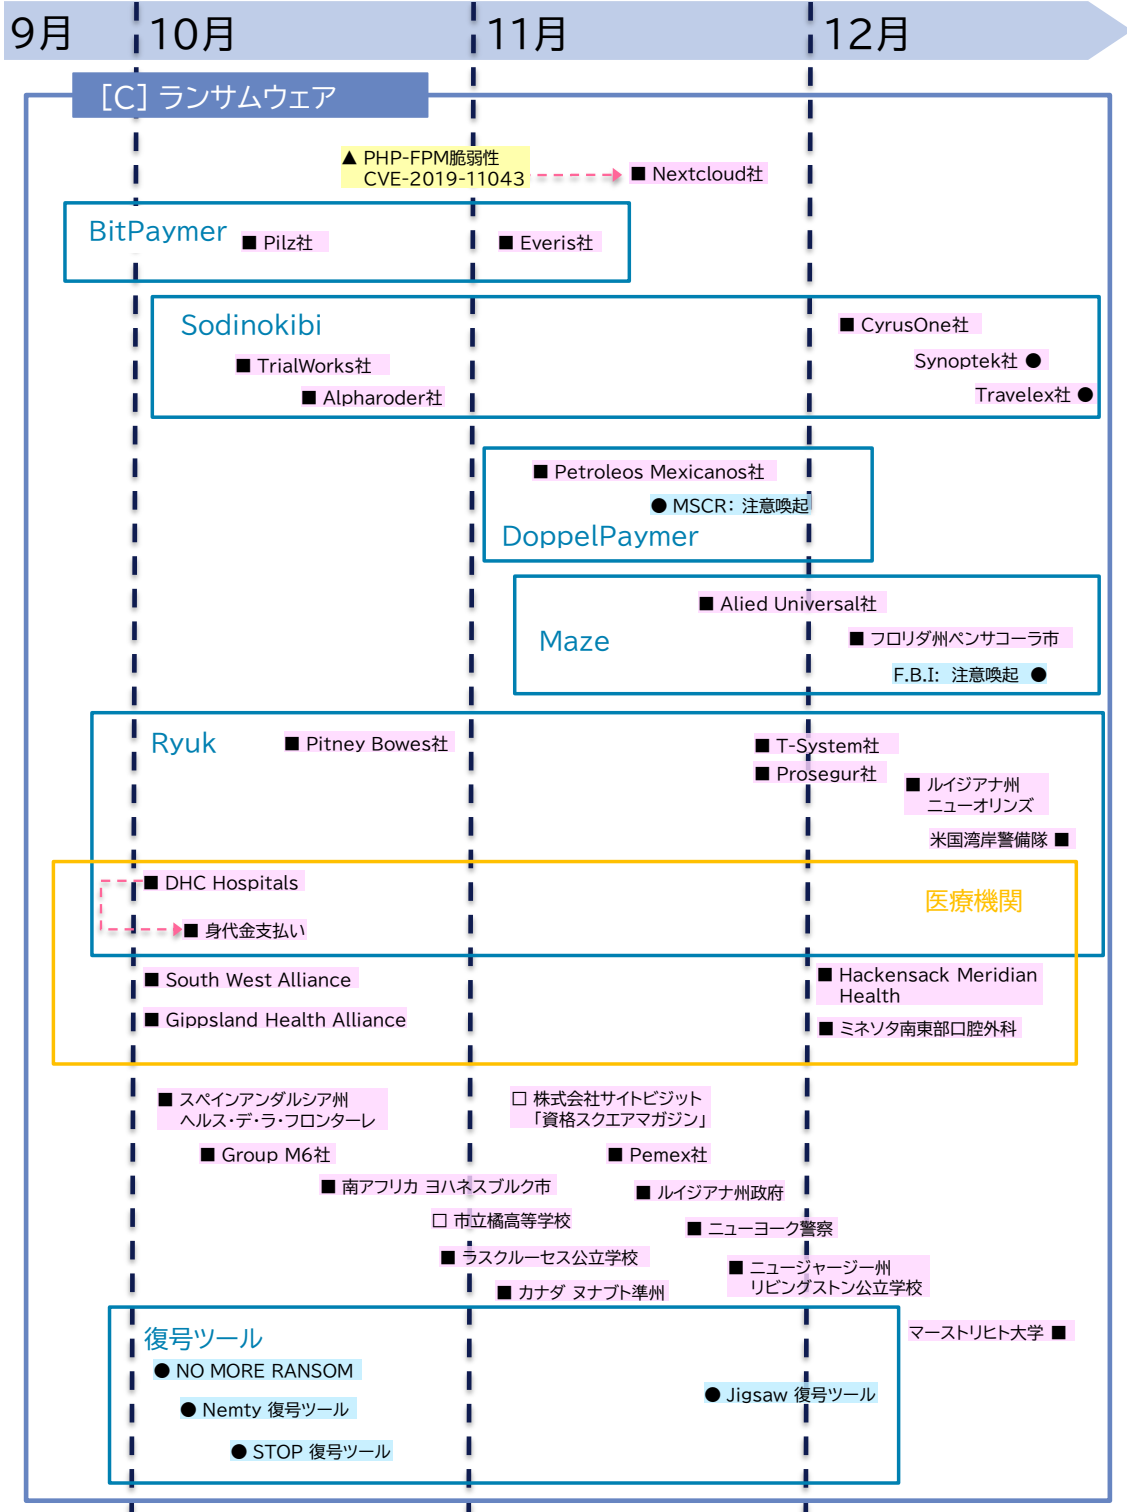 9月 10月 11月 12月
[C] ランサムウェア
▲ PHP-FPM脆弱性
CVE-2019-11043
■ Nextcloud社
BitPaymer
■ Pilz社
■ Everis社
Sodinokibi
■ CyrusOne社
■ TrialWorks社
Synoptek社 ●
■ Alpharoder社
Travelex社 ●
■ Petroleos Mexicanos社
● MSCR: 注意喚起
DoppelPaymer
■ Alied Universal社
Maze
■ フロリダ州ペンサコーラ市
F.B.I: 注意喚起 ●
Ryuk
■ Pitney Bowes社
■ T-System社
■ Prosegur社
■ ルイジアナ州
ニューオリンズ
米国湾岸警備隊 ■
■ DHC Hospitals
医療機関
■ 身代金支払い
■ South West Alliance
■ Hackensack Meridian
Health
■ Gippsland Health Alliance
■ ミネソタ南東部口腔外科
■ スペインアンダルシア州
ヘルス・デ・ラ・フロンターレ
□ 株式会社サイトビジット
「資格スクエアマガジン」
■ Group M6社
■ Pemex社
■ 南アフリカ ヨハネスブルク市
■ ルイジアナ州政府
□ 市立橘高等学校
■ ニューヨーク警察
■ ラスクルーセス公立学校
■ ニュージャージー州
リビングストン公立学校
■ カナダ ヌナブト準州
マーストリヒト大学 ■
復号ツール
● NO MORE RANSOM
● Jigsaw 復号ツール
● Nemty 復号ツール
● STOP 復号ツール